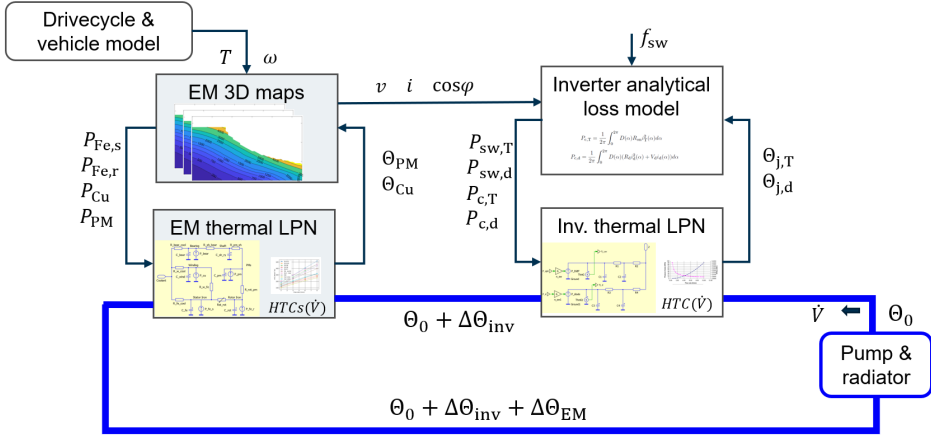 Drivecycle &
vehicle model
T ω
f_sw
EM 3D maps
v i cosφ
Inverter analytical
loss model
P_Fe,s
P_Fe,r
P_Cu
P_PM
Θ_PM
Θ_Cu
P_sw,T
P_sw,d
P_c,T
P_c,d
Θ_j,T
Θ_j,d
EM thermal LPN
HTCs(V̇)
Inv. thermal LPN
HTC(V̇)
Θ_0 + ΔΘ_inv
V̇
Θ_0
Pump &
radiator
Θ_0 + ΔΘ_inv + ΔΘ_EM